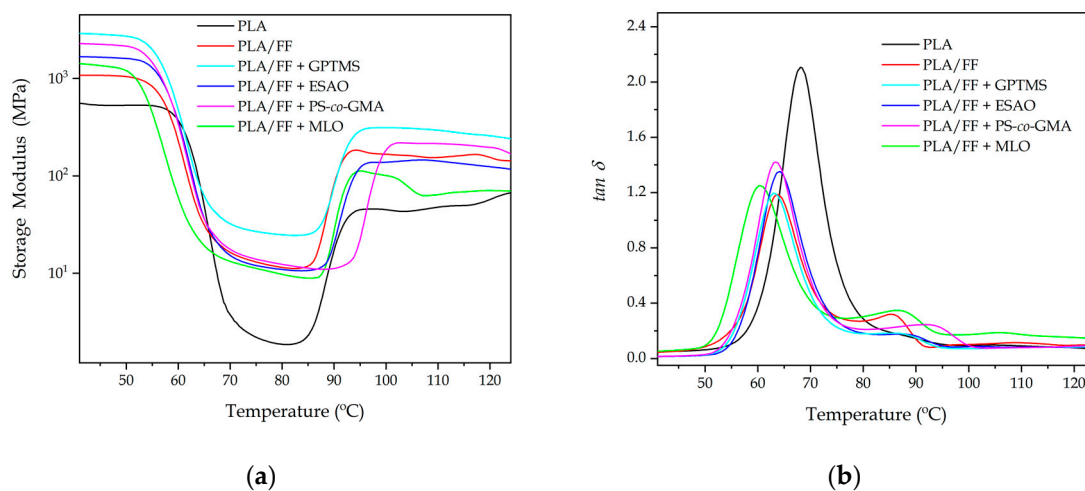 PLA
PLA/FF
PLA/FF + GPTMS
PLA/FF + ESAO
PLA/FF + PS-co-GMA
PLA/FF + MLO
Storage Modulus (MPa)
10³
10²
10¹
50 60 70 80 90 100 110 120
Temperature (ºC)
(a)
PLA
PLA/FF
PLA/FF + GPTMS
PLA/FF + ESAO
PLA/FF + PS-co-GMA
PLA/FF + MLO
tan δ
2.4
2.0
1.6
1.2
0.8
0.4
0.0
50 60 70 80 90 100 110 120
Temperature (ºC)
(b)